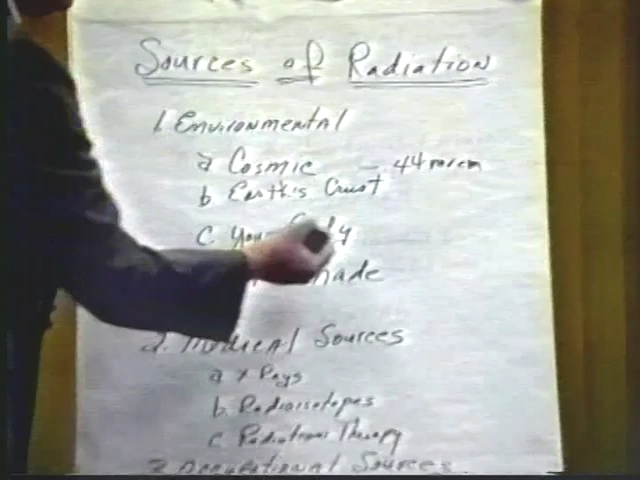 Sources of Radiation
1. Environmental
a Cosmic - 44 mrem
b Earth's Crust
c
2. Medical Sources
a X Rays
b Radioisotopes
c Radiation Therapy
3 Occupational Sources